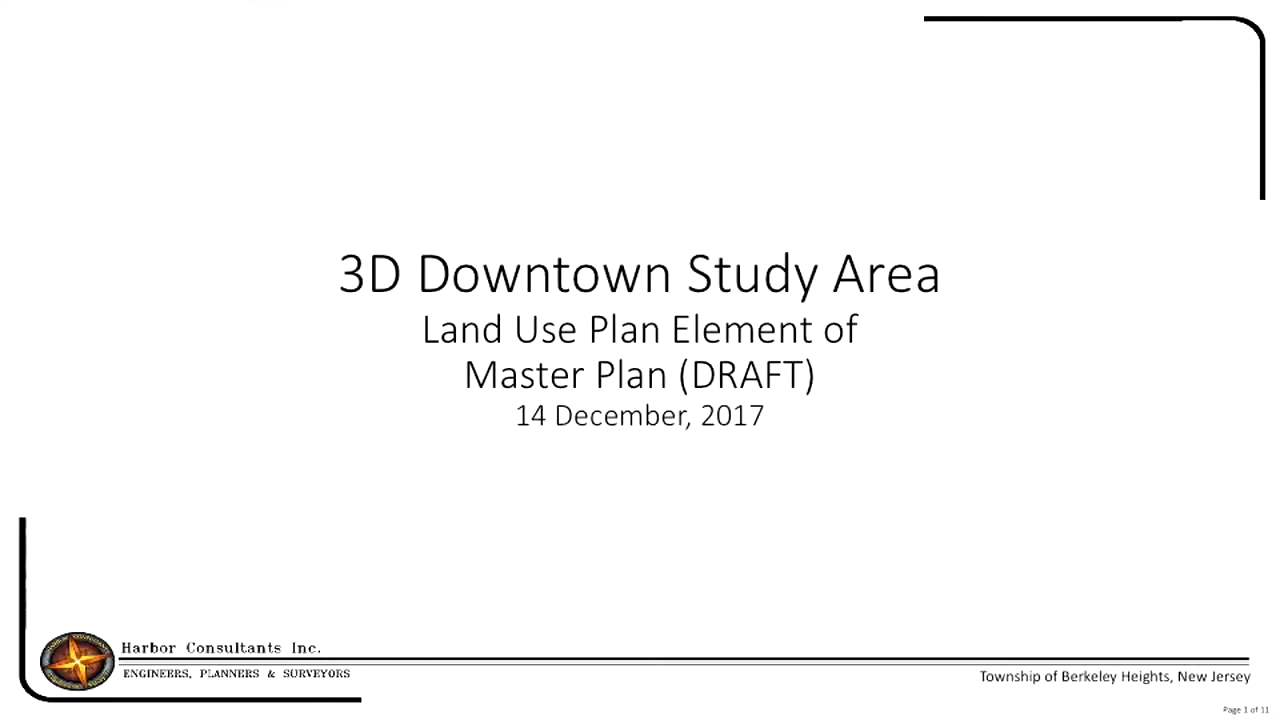 3D Downtown Study Area
Land Use Plan Element of
Master Plan (DRAFT)
14 December, 2017
Harbor Consultants Inc.
ENGINEERS, PLANNERS & SURVEYORS
Township of Berkeley Heights, New Jersey
Page 1 of 11